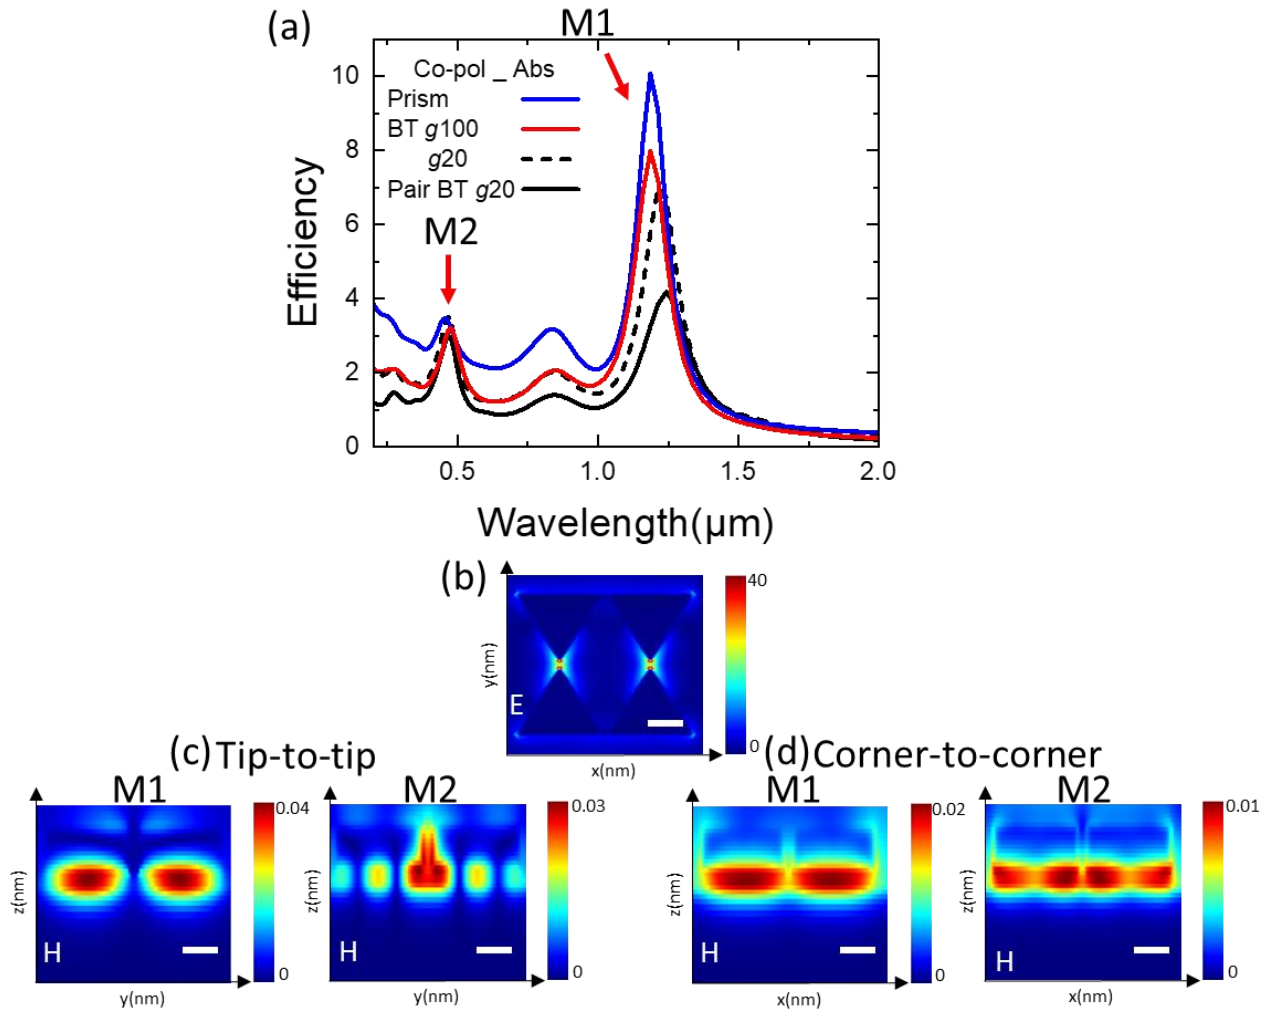 (a)
M1
Co-pol _ Abs
Prism
BT g100
g20
Pair BT g20
M2
Efficiency
10
8
6
4
2
0
0.5 1.0 1.5 2.0
Wavelength(μm)
(b)
40
0
y(nm)
E
x(nm)
(c) Tip-to-tip
M1
0.04
0
z(nm)
H
y(nm)
M2
0.03
0
z(nm)
H
y(nm)
(d) Corner-to-corner
M1
0.02
0
z(nm)
H
x(nm)
M2
0.01
0
z(nm)
H
x(nm)